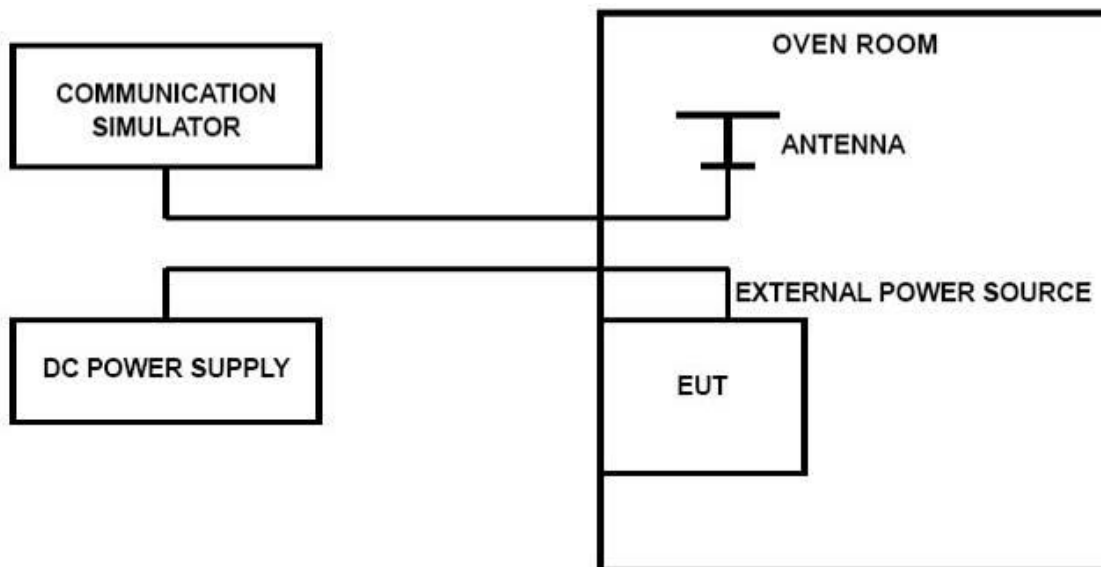 OVEN ROOM
COMMUNICATION
SIMULATOR
ANTENNA
EXTERNAL POWER SOURCE
DC POWER SUPPLY
EUT